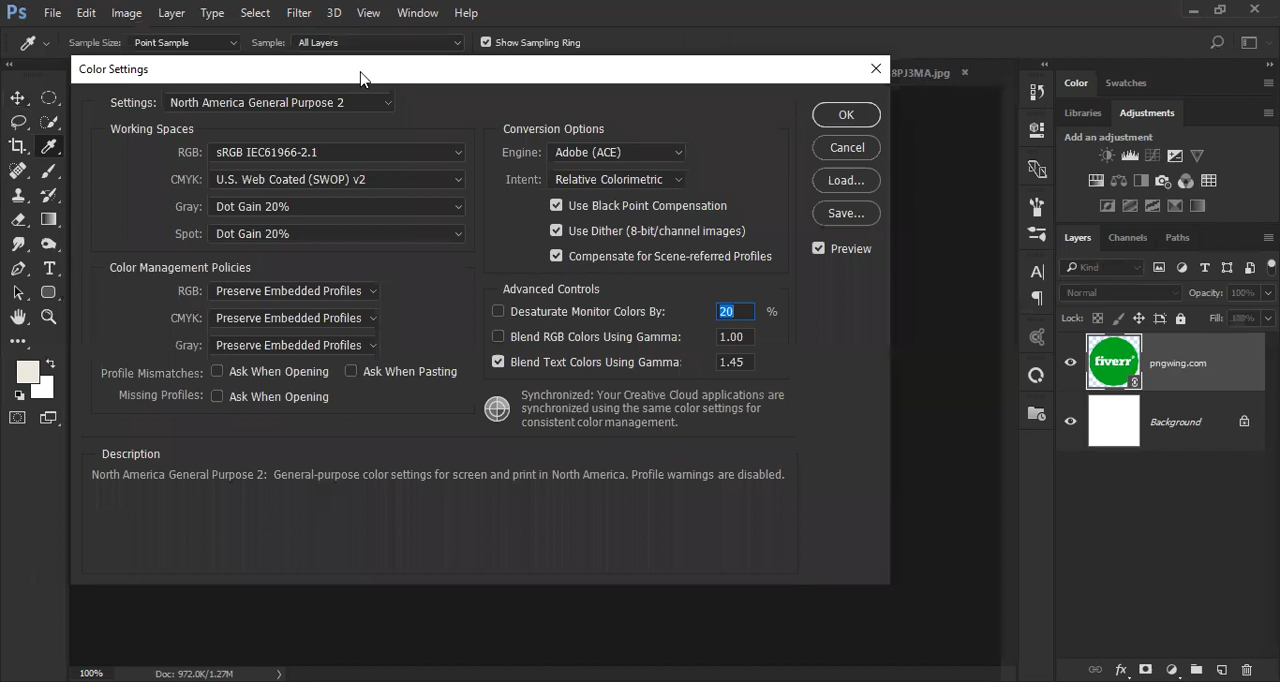 Ps File Edit Image Layer Type Select Filter 3D View Window Help
Sample Size: Point Sample Sample: All Layers Show Sampling Ring
Color Settings
8PJ3MA.jpg
Color Swatches
Settings: North America General Purpose 2
OK
Libraries Adjustments
Working Spaces
Conversion Options
Add an adjustment
RGB: sRGB IEC61966-2.1
Engine: Adobe (ACE)
Cancel
CMYK: U.S. Web Coated (SWOP) v2
Intent: Relative Colorimetric
Load...
Gray: Dot Gain 20%
Use Black Point Compensation
Save...
Spot: Dot Gain 20%
Use Dither (8-bit/channel images)
Preview
Compensate for Scene-referred Profiles
Layers Channels Paths
Color Management Policies
Kind
RGB: Preserve Embedded Profiles
Advanced Controls
Normal Opacity: 100%
CMYK: Preserve Embedded Profiles
Desaturate Monitor Colors By: 20 %
Lock: Fill: 100%
Gray: Preserve Embedded Profiles
Blend RGB Colors Using Gamma: 1.00
Blend Text Colors Using Gamma: 1.45
fiverr
pngwing.com
Profile Mismatches: Ask When Opening Ask When Pasting
Missing Profiles: Ask When Opening
Synchronized: Your Creative Cloud applications are
synchronized using the same color settings for
consistent color management.
Background
Description
North America General Purpose 2: General-purpose color settings for screen and print in North America. Profile warnings are disabled.
100% Doc: 972.0K/1.27M
fx